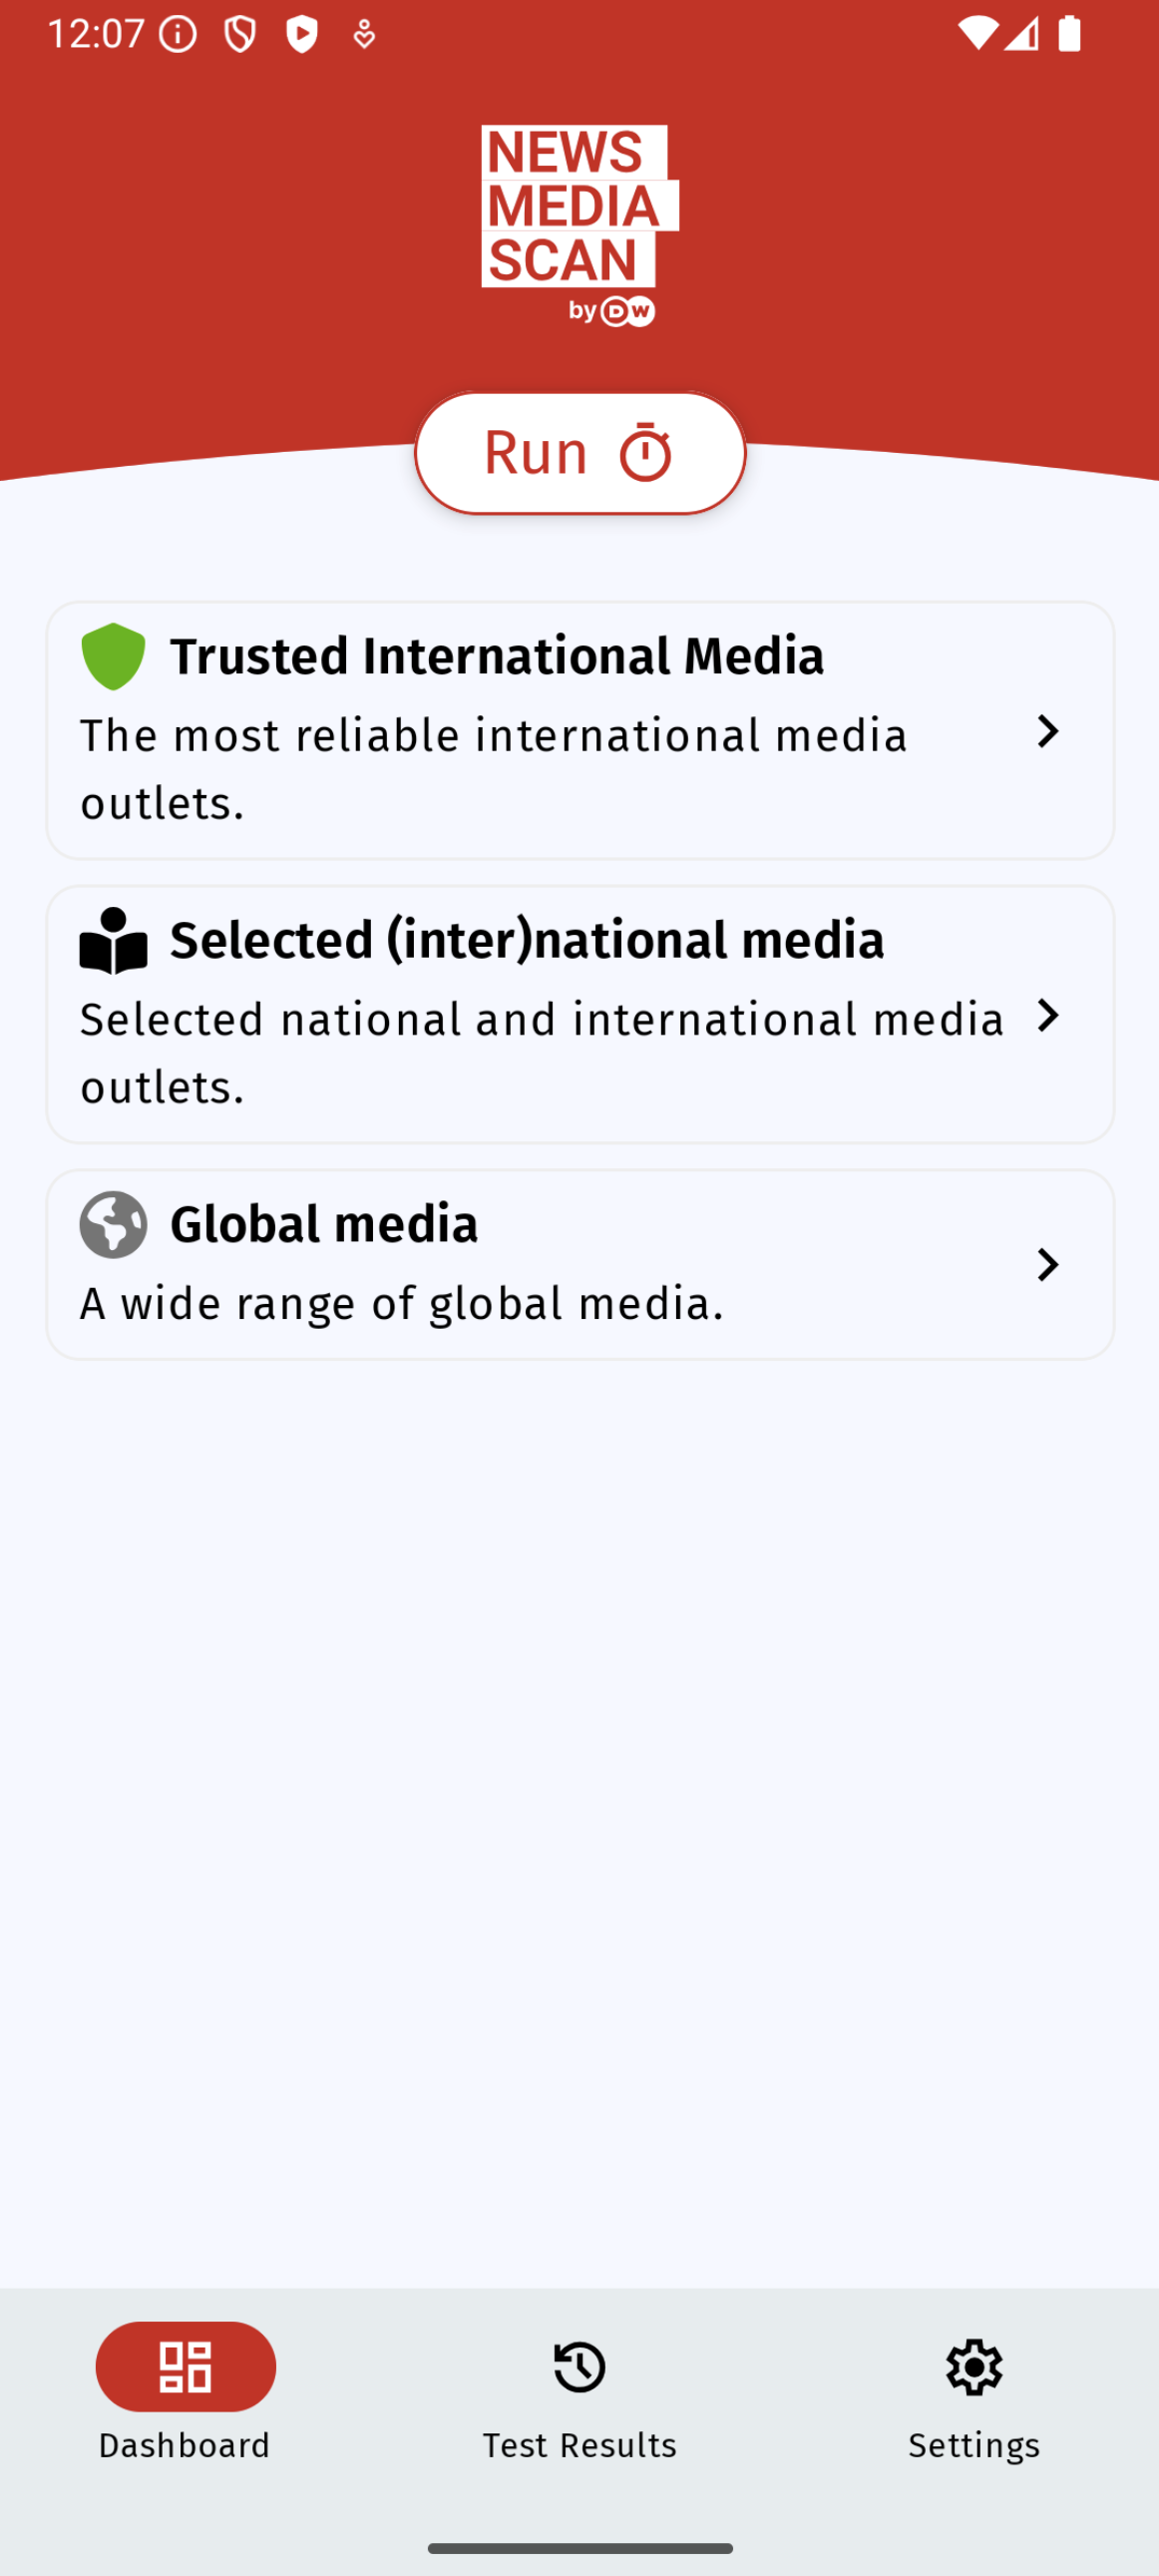 12:07
NEWS
MEDIA
SCAN
by DW
Run
Trusted International Media
The most reliable international media
outlets.
Selected (inter)national media
Selected national and international media
outlets.
Global media
A wide range of global media.
Dashboard
Test Results
Settings